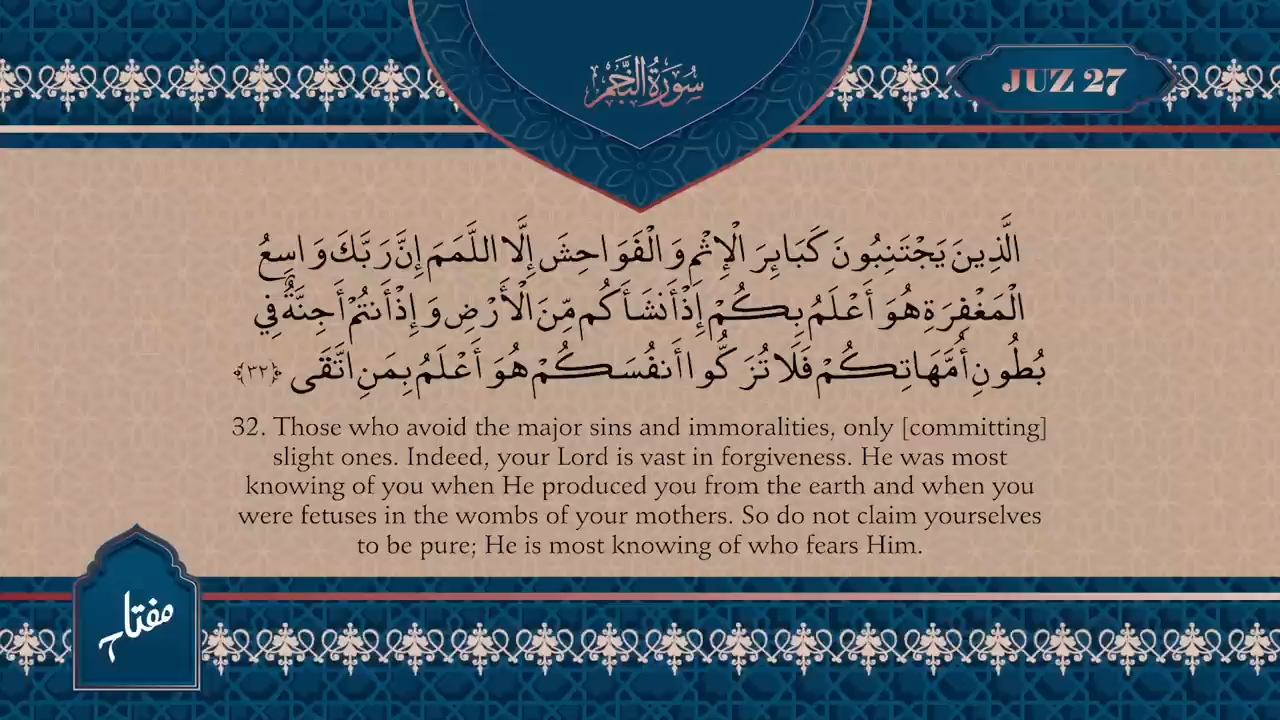 سُورَةُ النَّجْمِ
JUZ 27
الَّذِينَ يَجْتَنِبُونَ كَبَائِرَ الْإِثْمِ وَالْفَوَاحِشَ إِلَّا اللَّمَمَ إِنَّ رَبَّكَ وَاسِعُ
الْمَغْفِرَةِ هُوَ أَعْلَمُ بِكُمْ إِذْ أَنشَأَكُم مِّنَ الْأَرْضِ وَإِذْ أَنتُمْ أَجِنَّةٌ فِي
بُطُونِ أُمَّهَاتِكُمْ فَلَا تُزَكُّوا أَنفُسَكُمْ هُوَ أَعْلَمُ بِمَنِ اتَّقَى ﴿٣٢﴾
32. Those who avoid the major sins and immoralities, only [committing]
slight ones. Indeed, your Lord is vast in forgiveness. He was most
knowing of you when He produced you from the earth and when you
were fetuses in the wombs of your mothers. So do not claim yourselves
to be pure; He is most knowing of who fears Him.
مفتاح